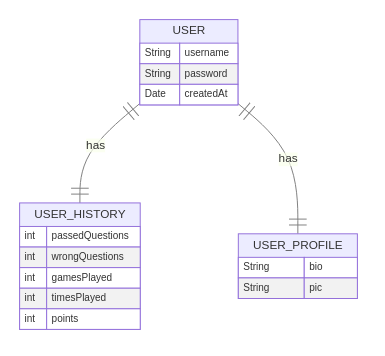 USER
String username
String password
Date createdAt
has
has
USER_HISTORY
int passedQuestions
int wrongQuestions
int gamesPlayed
int timesPlayed
int points
USER_PROFILE
String bio
String pic